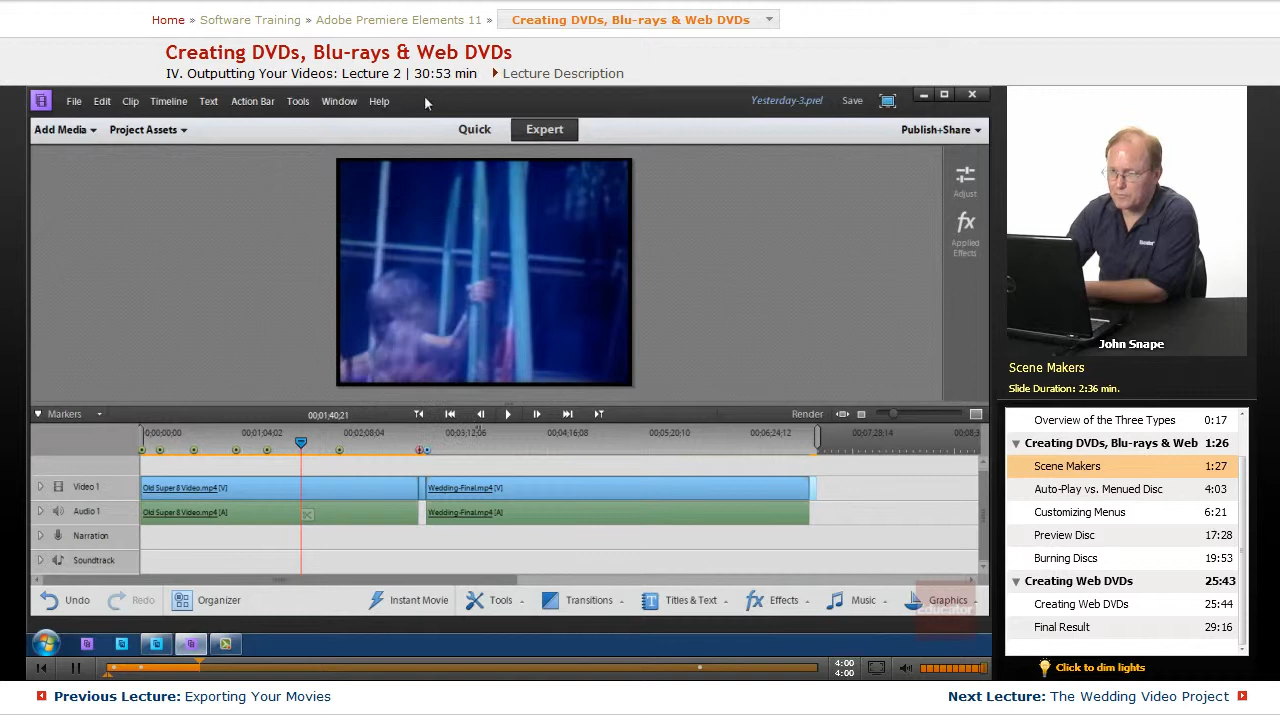 Home » Software Training » Adobe Premiere Elements 11 » Creating DVDs, Blu-rays & Web DVDs
Creating DVDs, Blu-rays & Web DVDs
IV. Outputting Your Videos: Lecture 2 | 30:53 min Lecture Description
File Edit Clip Timeline Text Action Bar Tools Window Help Yesterday-3.prel Save
Add Media Project Assets Quick Expert Publish+Share
Adjust
fx
Applied
Effects
John Snape
Scene Makers
Slide Duration: 2:36 min.
Markers 00;01;40;21 Render
0;00;00;00 00;01;04;02 00;02;08;04 00;03;12;06 00;04;16;08 00;05;20;10 00;06;24;12 00;07;28;14
Video 1 Old Super 8 Video.mp4 [V] Wedding-Final.mp4 [V]
Audio 1 Old Super 8 Video.mp4 [A] Wedding-Final.mp4 [A]
Narration
Soundtrack
Undo Redo Organizer Instant Movie Tools Transitions Titles & Text fx Effects Music Graphics
educator
Overview of the Three Types 0:17
Creating DVDs, Blu-rays & Web 1:26
Scene Makers 1:27
Auto-Play vs. Menued Disc 4:03
Customizing Menus 6:21
Preview Disc 17:28
Burning Discs 19:53
Creating Web DVDs 25:43
Creating Web DVDs 25:44
Final Result 29:16
4:00
4:00
Click to dim lights
Previous Lecture: Exporting Your Movies
Next Lecture: The Wedding Video Project